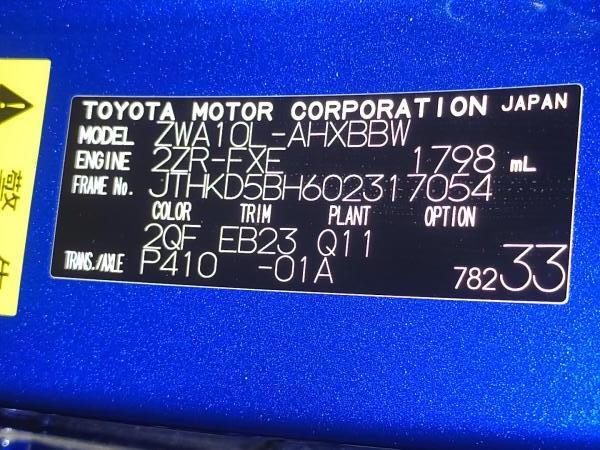 TOYOTA MOTOR CORPORATION JAPAN
MODEL ZWA10L-AHXBBW
ENGINE 2ZR-FXE 1798 mL
FRAME No. JTHKD5BH602317054
COLOR TRIM PLANT OPTION
2QF EB23 Q11
TRANS./AXLE P410 -01A
78233